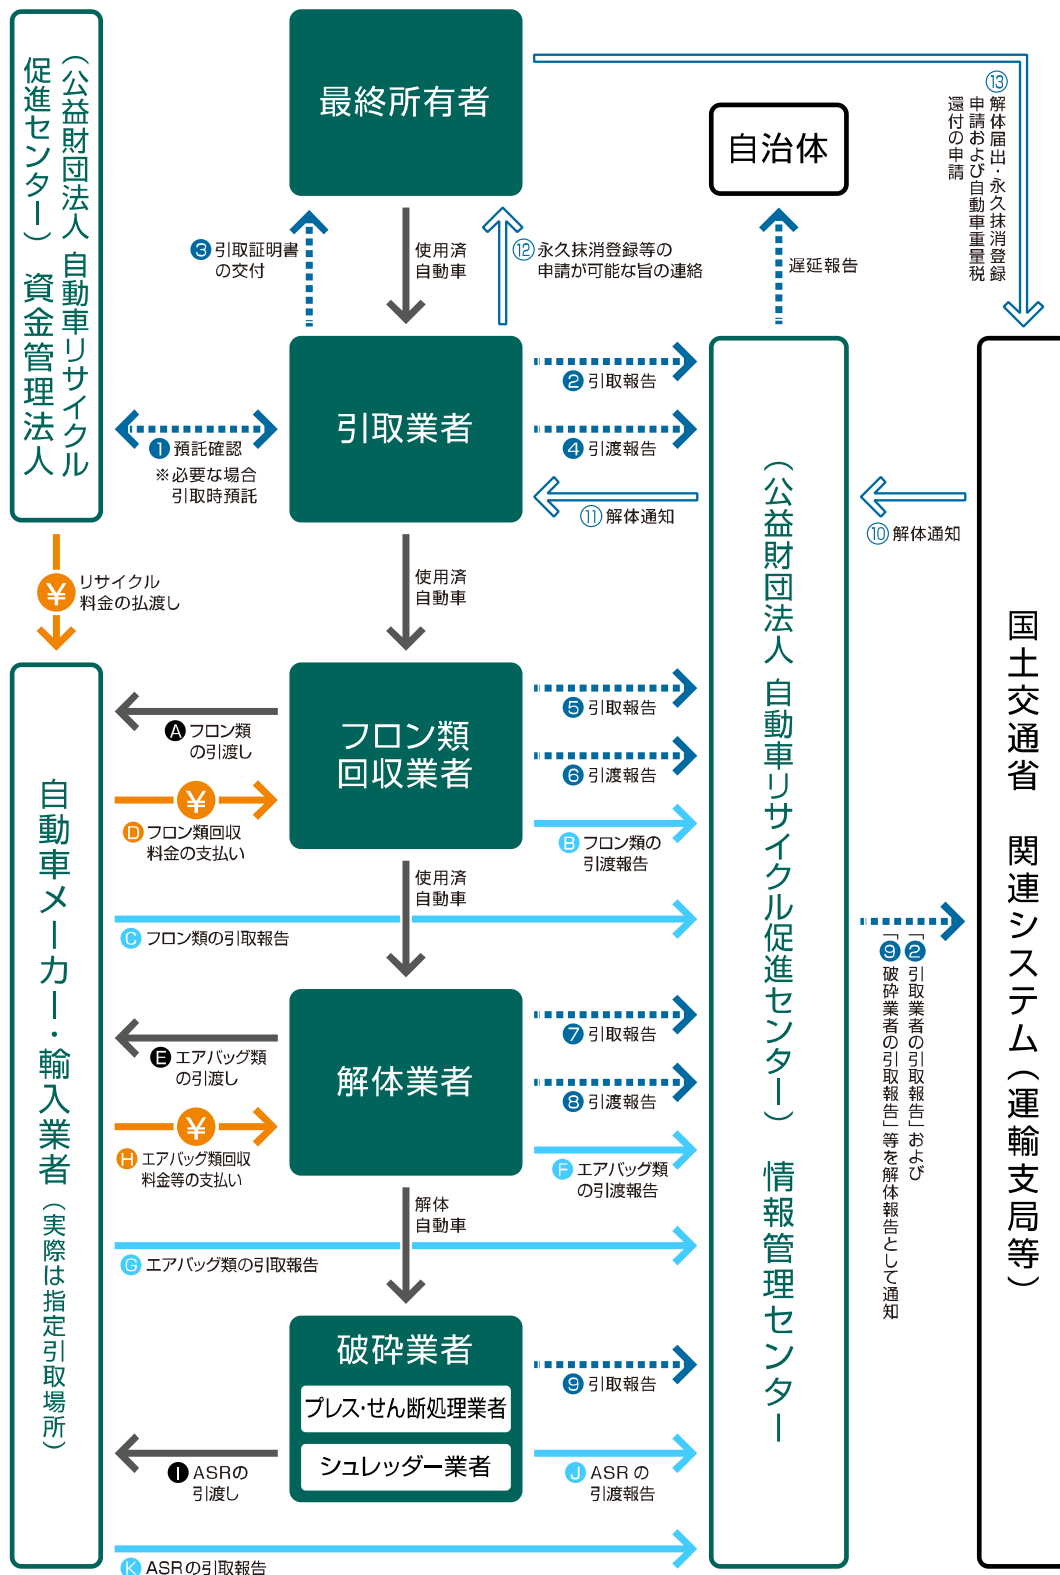 （公益財団法人 自動車リサイクル
促進センター） 資金管理法人
最終所有者
自治体
⑬ 解体届出・永久抹消登録
申請および自動車重量税
還付の申請
❸ 引取証明書
の交付
使用済
自動車
⑫ 永久抹消登録等の
申請が可能な旨の連絡
遅延報告
引取業者
❷ 引取報告
❹ 引渡報告
❶ 預託確認
※必要な場合
引取時預託
⑪ 解体通知
⑩ 解体通知
¥
リサイクル
料金の払渡し
使用済
自動車
（公益財団法人 自動車リサイクル促進センター） 情報管理センター
国土交通省 関連システム（運輸支局等）
自動車メーカー・輸入業者（実際は指定引取場所）
フロン類
回収業者
❺ 引取報告
❻ 引渡報告
A フロン類
の引渡し
¥
D フロン類回収
料金の支払い
B フロン類の
引渡報告
使用済
自動車
C フロン類の引取報告
「❷ 引取業者の引取報告」および
「❾ 破砕業者の引取報告」等を解体報告として通知
解体業者
❼ 引取報告
❽ 引渡報告
E エアバッグ類
の引渡し
¥
H エアバッグ類回収
料金等の支払い
F エアバッグ類
の引渡報告
解体
自動車
G エアバッグ類の引取報告
破砕業者
プレス・せん断処理業者
シュレッダー業者
❾ 引取報告
I ASRの
引渡し
J ASR の
引渡報告
K ASRの引取報告